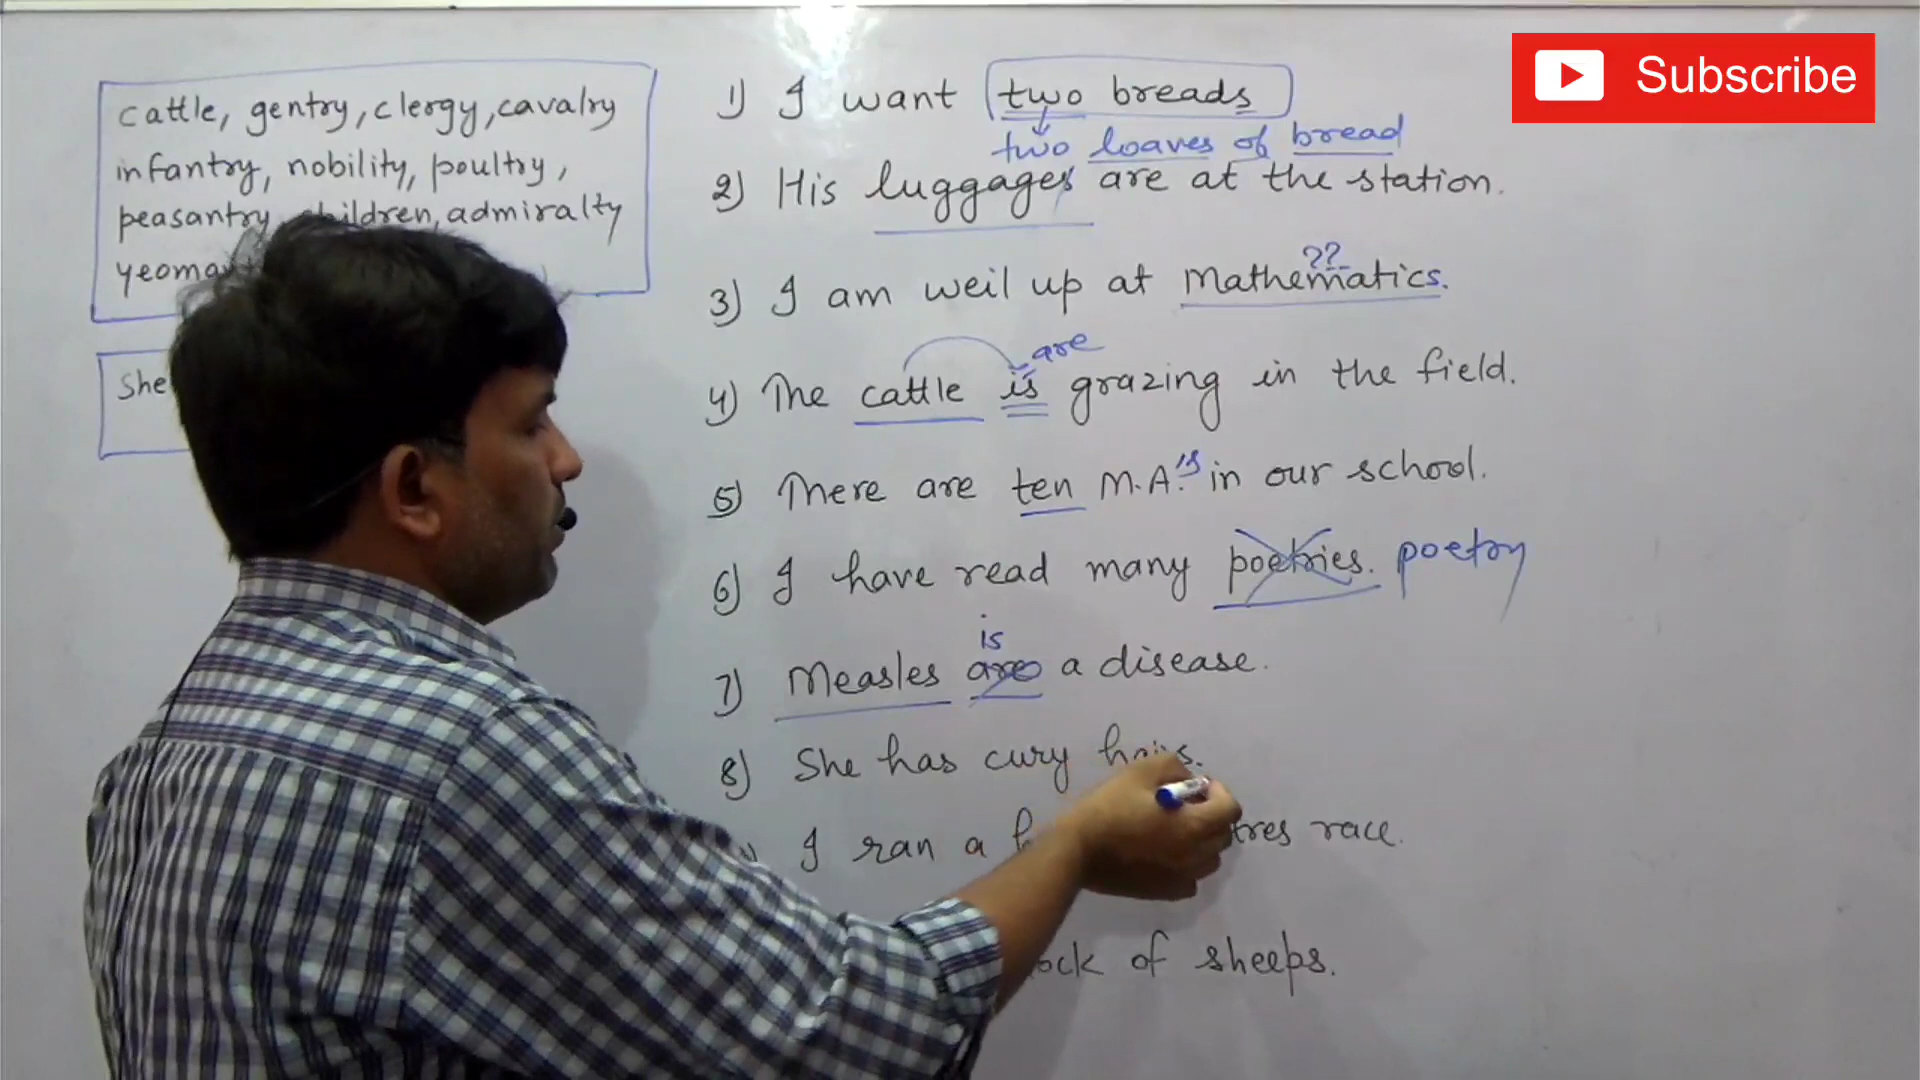 Subscribe
cattle, gentry, clergy, cavalry
infantry, nobility, poultry,
peasantry, children, admiralty
She
1) I want two breads
two loaves of bread
2) His luggages are at the station.
??
3) I am weil up at Mathematics.
are
4) The cattle is grazing in the field.
5) There are ten M.A.'s in our school.
6) I have read many poetries. poetry
is
7) Measles are a disease.
8) She has cury hairs.
I ran a race.
of sheeps.